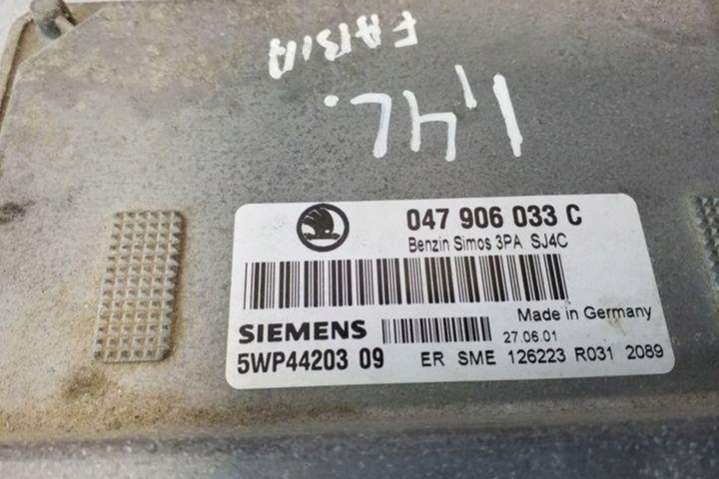 FABIA
1,4L.
047 906 033 C
Benzin Simos 3PA SJ4C
Made in Germany
SIEMENS
27.06.01
5WP44203 09 ER SME 126223 R031 2089